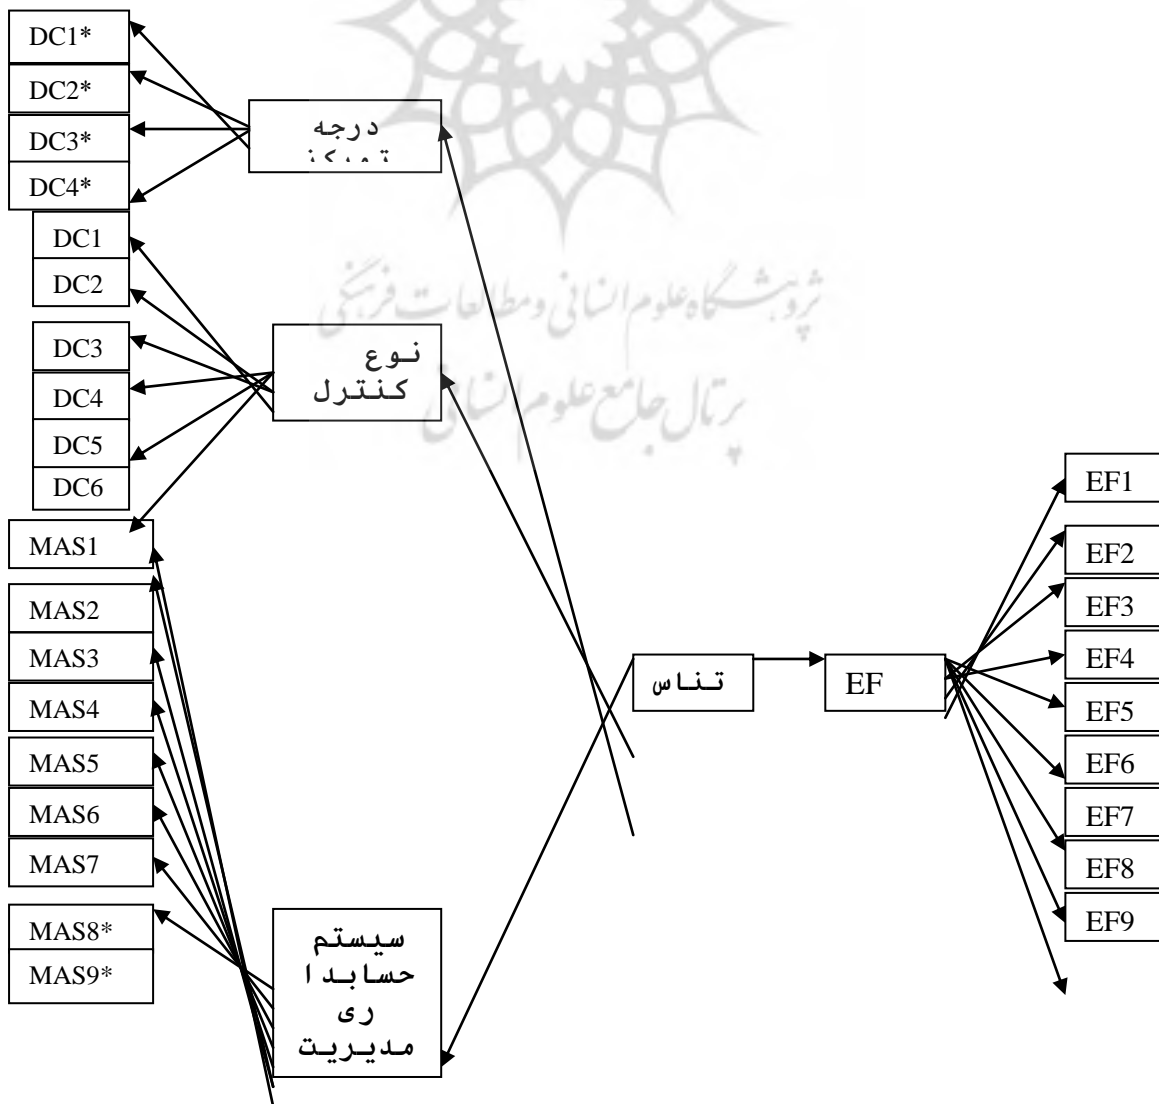 DC1*
DC2*
DC3*
DC4*
درجه
تمرکز
DC1
DC2
DC3
DC4
DC5
DC6
نوع
کنترل
پژوهشگاه علوم انسانی و مطالعات فرهنگی
پرتال جامع علوم انسانی
MAS1
MAS2
MAS3
MAS4
MAS5
MAS6
MAS7
MAS8*
MAS9*
سیستم
حسابدا
ری
مدیریت
تناس
EF
EF1
EF2
EF3
EF4
EF5
EF6
EF7
EF8
EF9